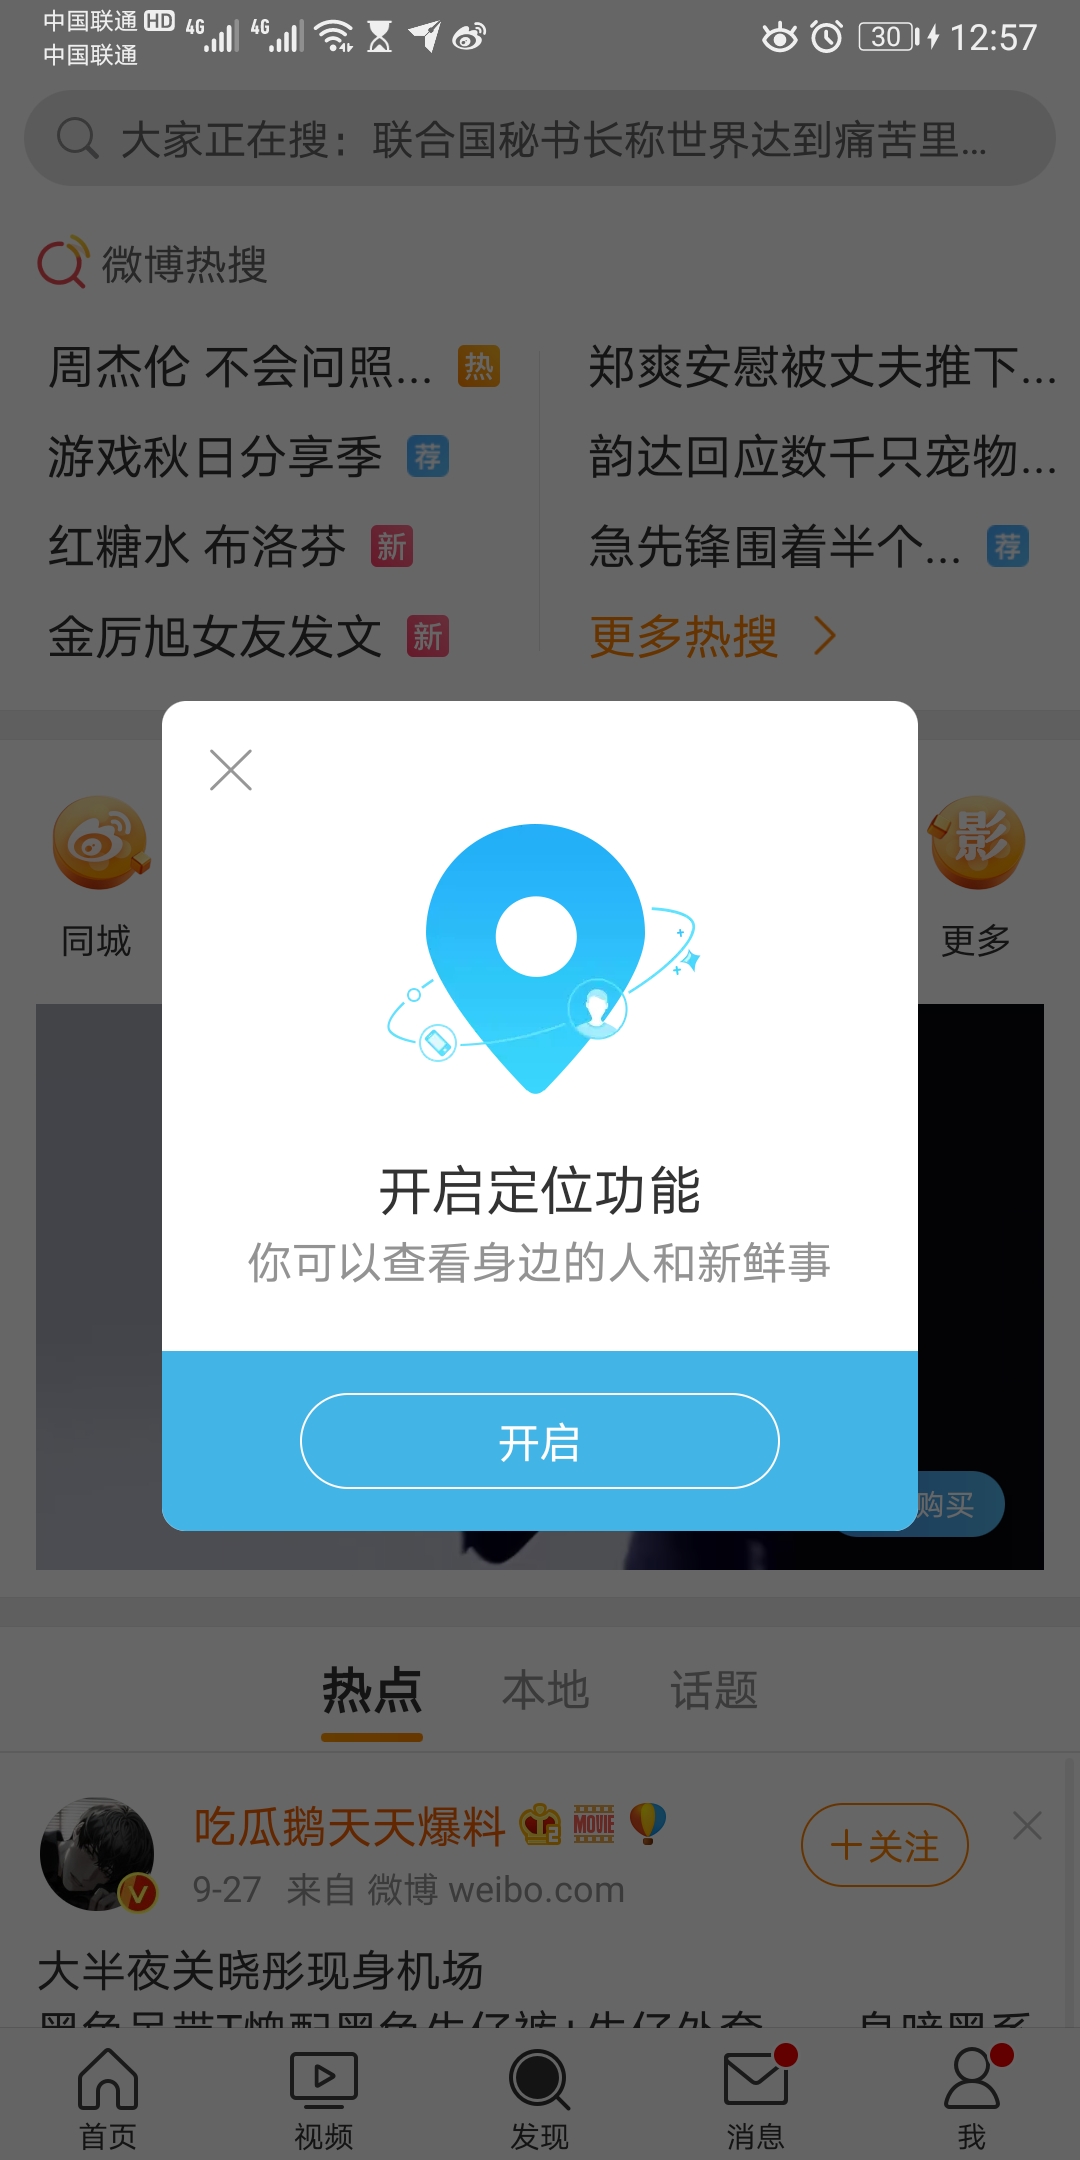 中国联通 HD 4G 4G 30 12:57
中国联通
大家正在搜：联合国秘书长称世界达到痛苦里...
微博热搜
周杰伦 不会问照... 热
郑爽安慰被丈夫推下...
游戏秋日分享季 荐
韵达回应数千只宠物...
红糖水 布洛芬 新
急先锋围着半个... 荐
金厉旭女友发文 新
更多热搜
影
同城
更多
开启定位功能
你可以查看身边的人和新鲜事
开启
购买
热点 本地 话题
吃瓜鹅天天爆料 2 MOVIE
+关注
V
9-27 来自 微博 weibo.com
大半夜关晓彤现身机场
首页 视频 发现 消息 我